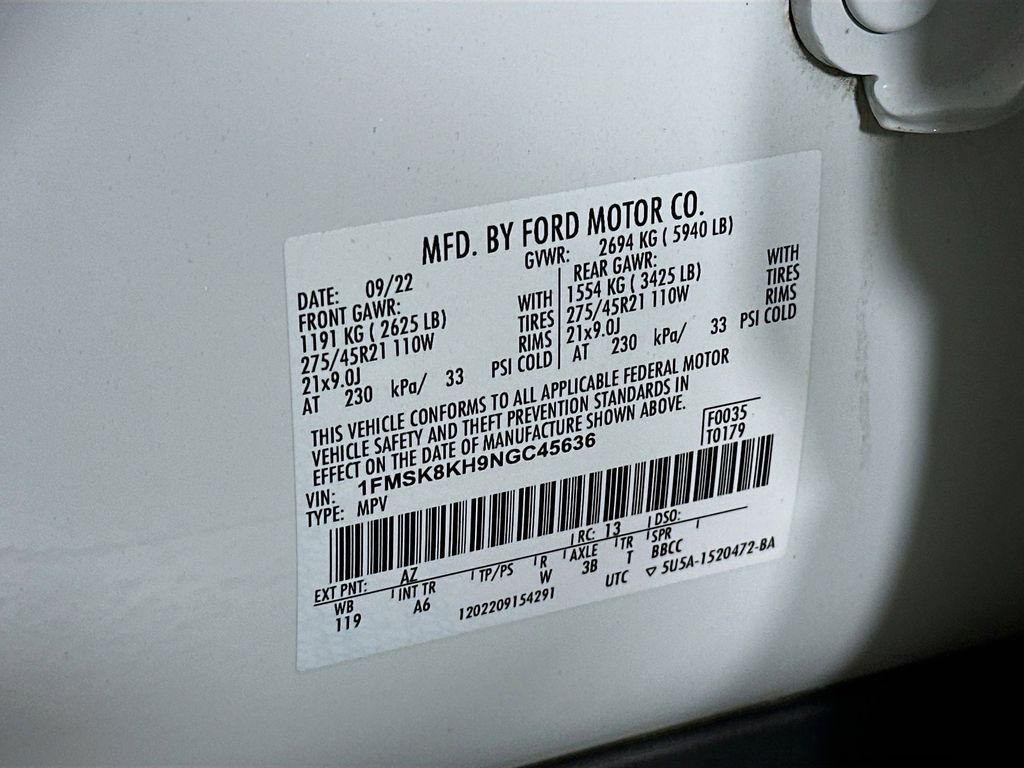 MFD. BY FORD MOTOR CO.
DATE: 09/22 GVWR: 2694 KG ( 5940 LB)
FRONT GAWR: REAR GAWR:
1191 KG ( 2625 LB) WITH 1554 KG ( 3425 LB) WITH
275/45R21 110W TIRES 275/45R21 110W TIRES
21x9.0J RIMS 21x9.0J RIMS
AT 230 kPa/ 33 PSI COLD AT 230 kPa/ 33 PSI COLD
THIS VEHICLE CONFORMS TO ALL APPLICABLE FEDERAL MOTOR
VEHICLE SAFETY AND THEFT PREVENTION STANDARDS IN
EFFECT ON THE DATE OF MANUFACTURE SHOWN ABOVE.
VIN: 1FMSK8KH9NGC45636 F0035
TYPE: MPV T0179
EXT PNT: AZ RC: 13 DSO:
WB INT TR TP/PS R AXLE TR SPR
119 A6 W 3B T BBCC
1202209154291 UTC ▽ 5U5A-1520472-BA